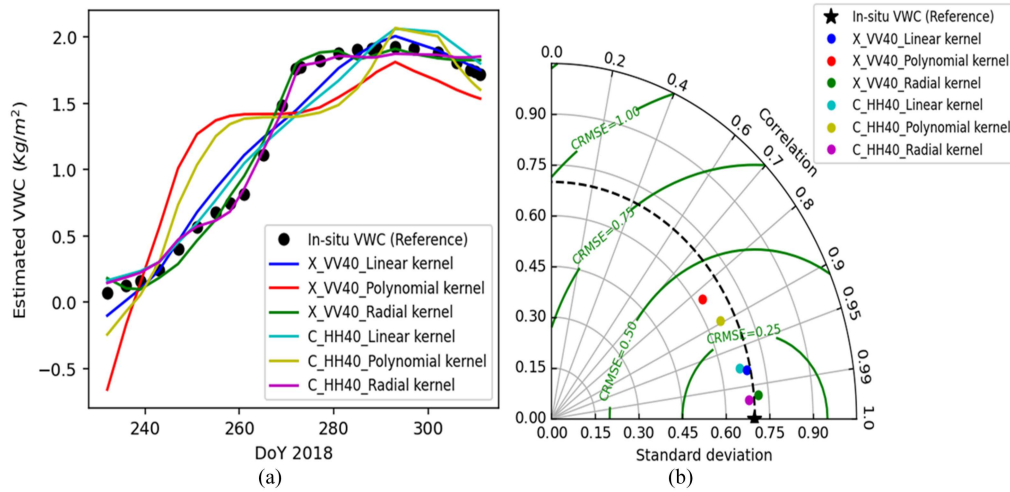 2.0
1.5
1.0
0.5
0.0
−0.5
Estimated VWC (Kg/m²)
240
260
280
300
DoY 2018
In-situ VWC (Reference)
X_VV40_Linear kernel
X_VV40_Polynomial kernel
X_VV40_Radial kernel
C_HH40_Linear kernel
C_HH40_Polynomial kernel
C_HH40_Radial kernel
(a)
In-situ VWC (Reference)
X_VV40_Linear kernel
X_VV40_Polynomial kernel
X_VV40_Radial kernel
C_HH40_Linear kernel
C_HH40_Polynomial kernel
C_HH40_Radial kernel
0.0
0.2
0.4
0.6
0.7
0.8
0.9
0.95
0.99
1.0
Correlation
0.90
0.75
0.60
0.45
0.30
0.15
0.00
CRMSE=1.00
CRMSE=0.75
CRMSE=0.50
CRMSE=0.25
0.00
0.15
0.30
0.45
0.60
0.75
0.90
Standard deviation
(b)